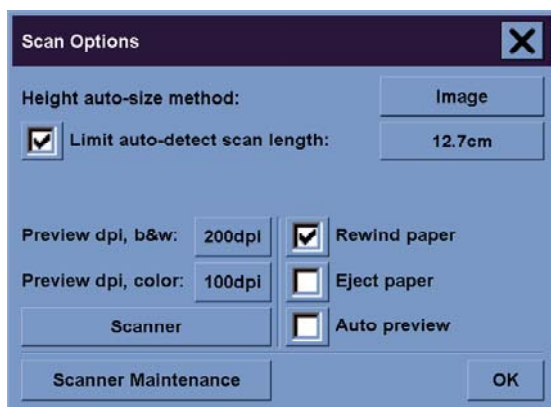 Scan Options
Height auto-size method: Image
Limit auto-detect scan length: 12.7cm
Preview dpi, b&w: 200dpi Rewind paper
Preview dpi, color: 100dpi Eject paper
Scanner Auto preview
Scanner Maintenance OK